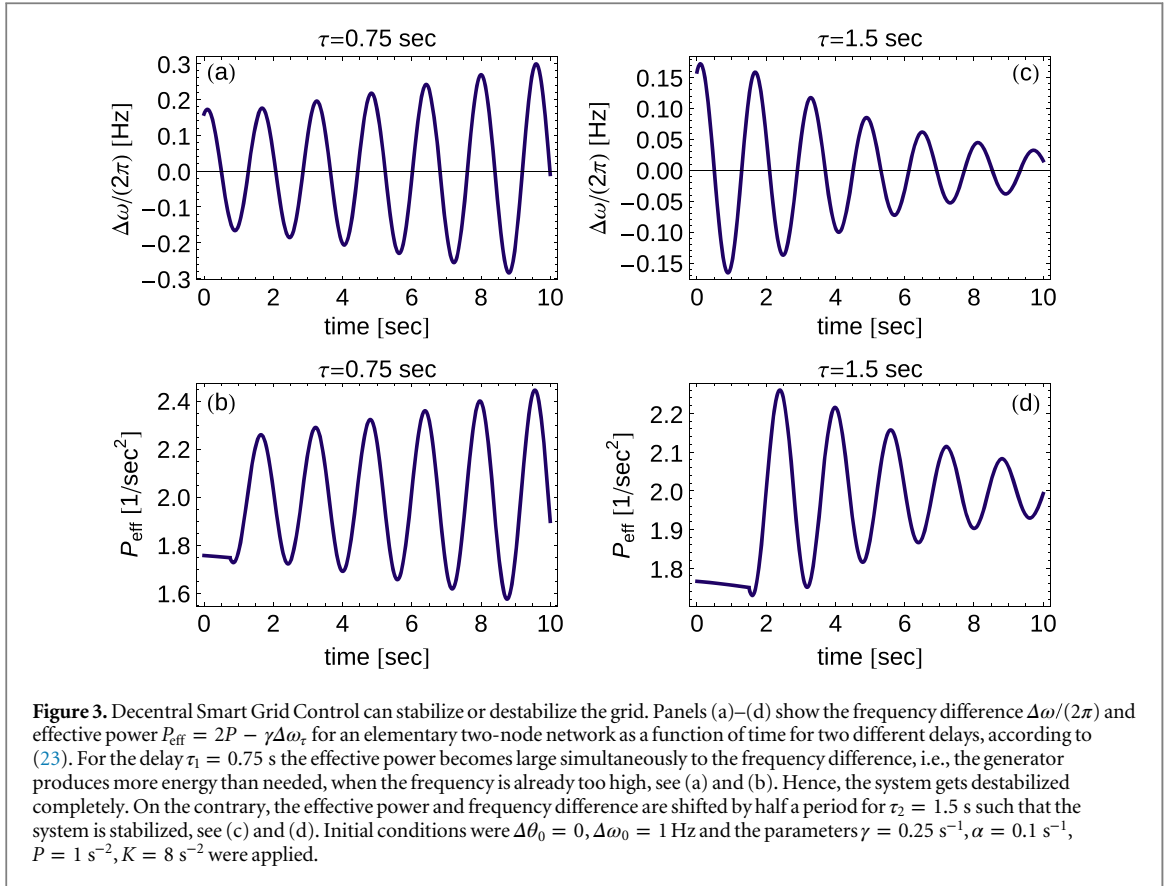 τ=0.75 sec
(a)
Δω/(2π) [Hz]
0.3
0.2
0.1
0.0
−0.1
−0.2
−0.3
0 2 4 6 8 10
time [sec]
τ=1.5 sec
(c)
Δω/(2π) [Hz]
0.15
0.10
0.05
0.00
−0.05
−0.10
−0.15
0 2 4 6 8 10
time [sec]
τ=0.75 sec
(b)
P_eff [1/sec²]
2.4
2.2
2.0
1.8
1.6
0 2 4 6 8 10
time [sec]
τ=1.5 sec
(d)
P_eff [1/sec²]
2.2
2.1
2.0
1.9
1.8
0 2 4 6 8 10
time [sec]
Figure 3. Decentral Smart Grid Control can stabilize or destabilize the grid. Panels (a)–(d) show the frequency difference Δω/(2π) and
effective power P_eff = 2P − γΔω_τ for an elementary two-node network as a function of time for two different delays, according to
(23). For the delay τ₁ = 0.75 s the effective power becomes large simultaneously to the frequency difference, i.e., the generator
produces more energy than needed, when the frequency is already too high, see (a) and (b). Hence, the system gets destabilized
completely. On the contrary, the effective power and frequency difference are shifted by half a period for τ₂ = 1.5 s such that the
system is stabilized, see (c) and (d). Initial conditions were Δθ₀ = 0, Δω₀ = 1 Hz and the parameters γ = 0.25 s⁻¹, α = 0.1 s⁻¹,
P = 1 s⁻², K = 8 s⁻² were applied.